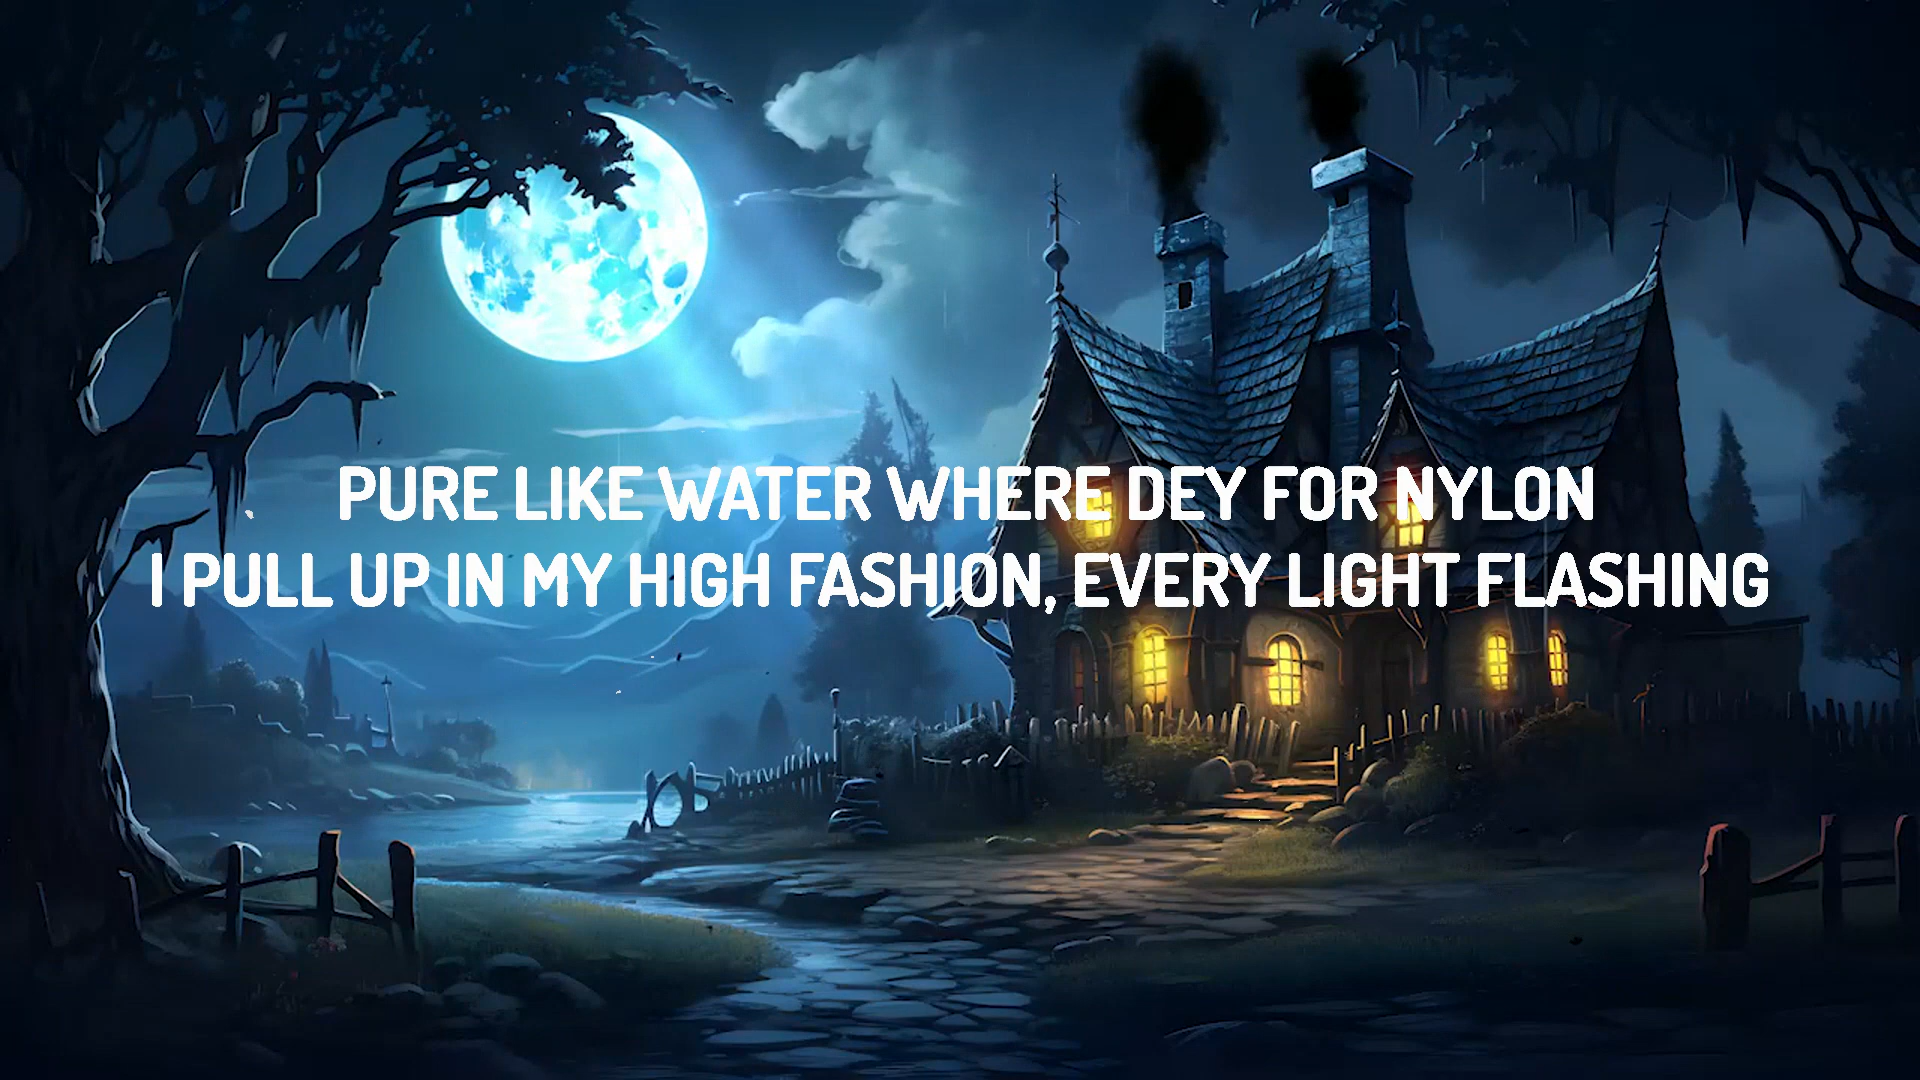 PURE LIKE WATER WHERE DEY FOR NYLON
I PULL UP IN MY HIGH FASHION, EVERY LIGHT FLASHING